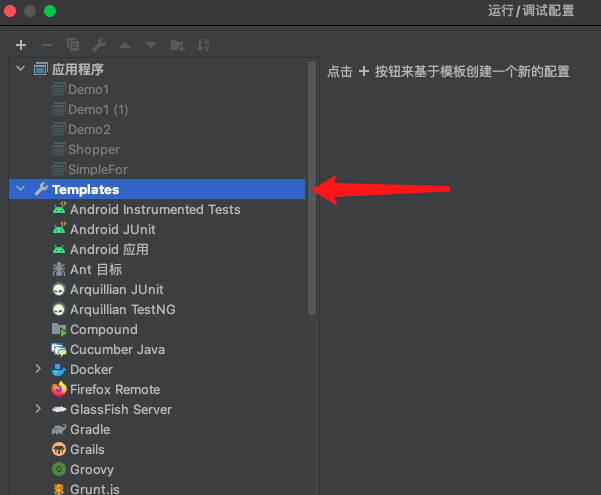 运行/调试配置
应用程序
点击 + 按钮来基于模板创建一个新的配置
Demo1
Demo1 (1)
Demo2
Shopper
SimpleFor
Templates
Android Instrumented Tests
Android JUnit
Android 应用
Ant 目标
Arquillian JUnit
Arquillian TestNG
Compound
Cucumber Java
Docker
Firefox Remote
GlassFish Server
Gradle
Grails
Groovy
Grunt.js